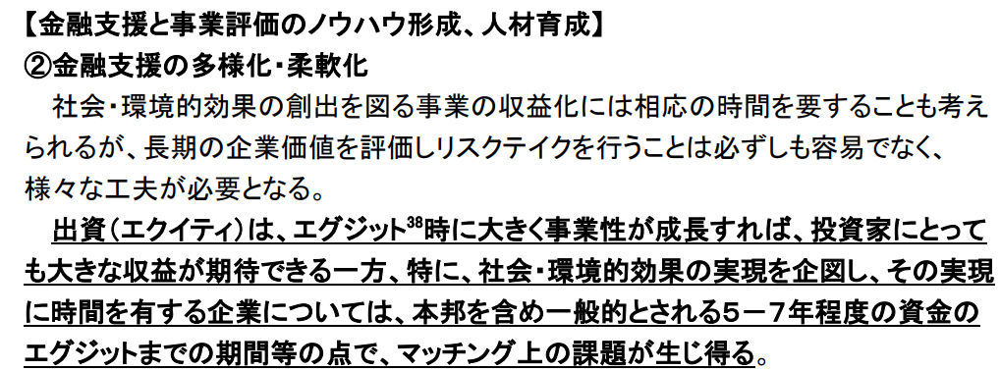 【金融支援と事業評価のノウハウ形成、人材育成】
②金融支援の多様化・柔軟化
社会・環境的効果の創出を図る事業の収益化には相応の時間を要することも考え
られるが、長期の企業価値を評価しリスクテイクを行うことは必ずしも容易でなく、
様々な工夫が必要となる。
出資（エクイティ）は、エグジット38時に大きく事業性が成長すれば、投資家にとって
も大きな収益が期待できる一方、特に、社会・環境的効果の実現を企図し、その実現
に時間を有する企業については、本邦を含め一般的とされる５－７年程度の資金の
エグジットまでの期間等の点で、マッチング上の課題が生じ得る。